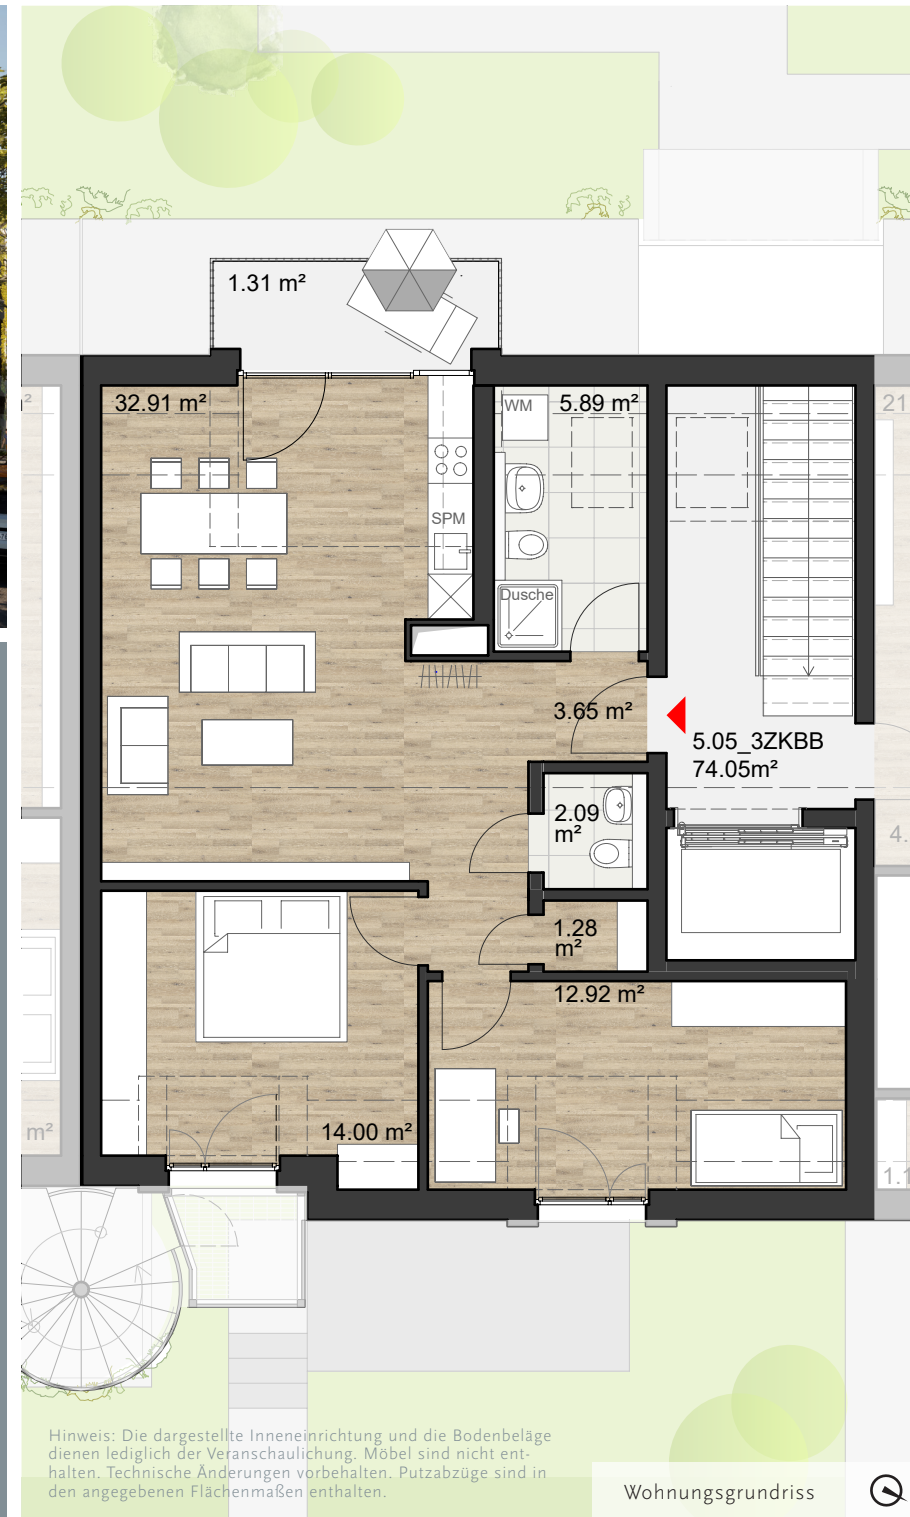 1.31 m²
32.91 m²
WM
5.89 m²
21
SPM
Dusche
3.65 m²
5.05_3ZKBB
74.05m²
2.09
m²
4.
1.28
m²
12.92 m²
14.00 m²
m²
1.1
Hinweis: Die dargestellte Inneneinrichtung und die Bodenbeläge
dienen lediglich der Veranschaulichung. Möbel sind nicht ent-
halten. Technische Änderungen vorbehalten. Putzabzüge sind in
den angegebenen Flächenmaßen enthalten.
Wohnungsgrundriss